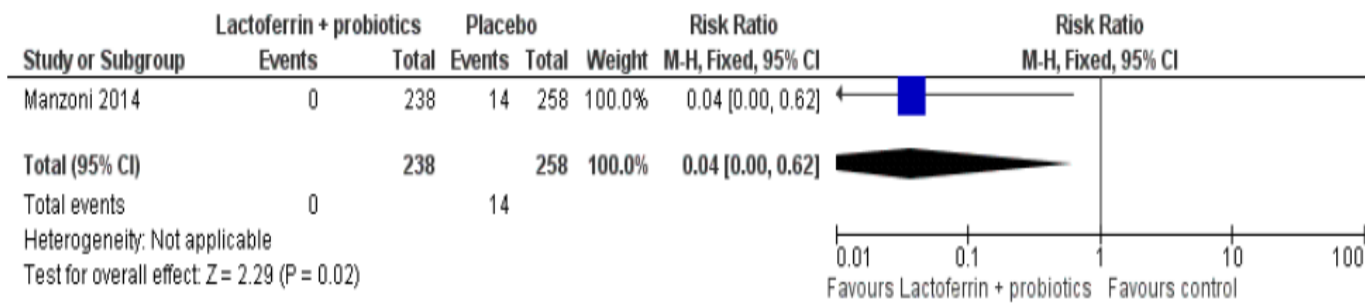 Lactoferrin + probiotics Placebo Risk Ratio Risk Ratio
Study or Subgroup Events Total Events Total Weight M-H, Fixed, 95% CI M-H, Fixed, 95% CI
Manzoni 2014 0 238 14 258 100.0% 0.04 [0.00, 0.62]
Total (95% CI) 238 258 100.0% 0.04 [0.00, 0.62]
Total events 0 14
Heterogeneity: Not applicable
Test for overall effect: Z = 2.29 (P = 0.02)
0.01 0.1 1 10 100
Favours Lactoferrin + probiotics Favours control